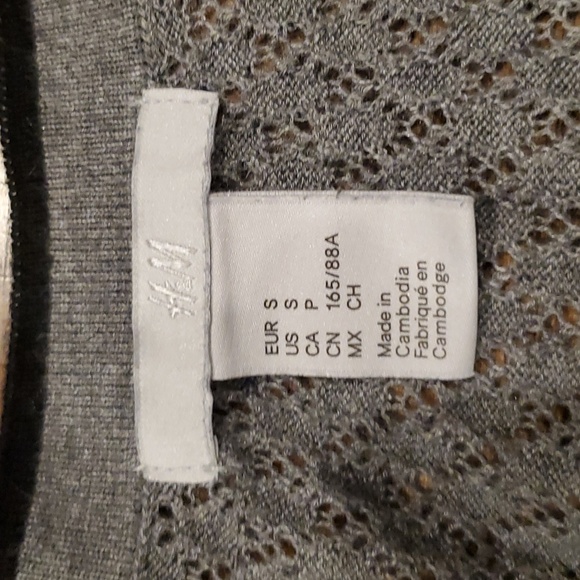 H&M
EUR S
US S
CA P
CN 165/88A
MX CH
Made in
Cambodia
Fabriqué en
Cambodge